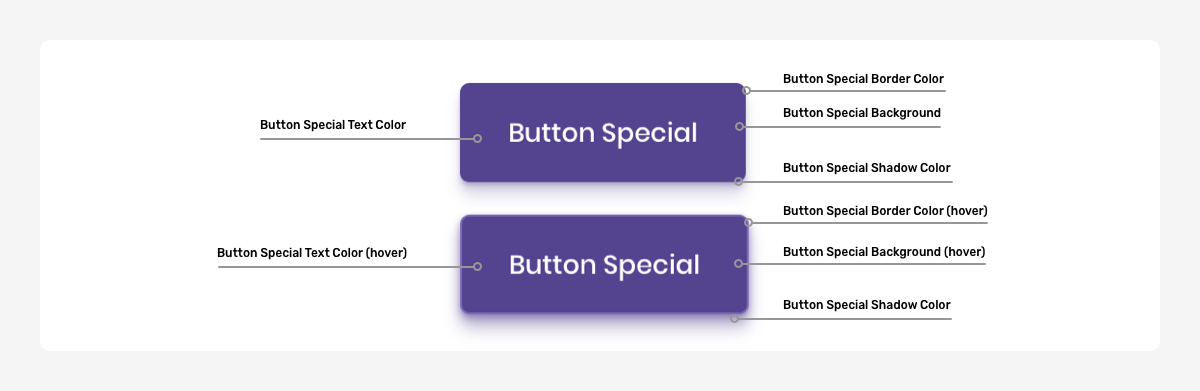 Button Special Border Color
Button Special Text Color
Button Special
Button Special Background
Button Special Shadow Color
Button Special Border Color (hover)
Button Special Text Color (hover)
Button Special
Button Special Background (hover)
Button Special Shadow Color